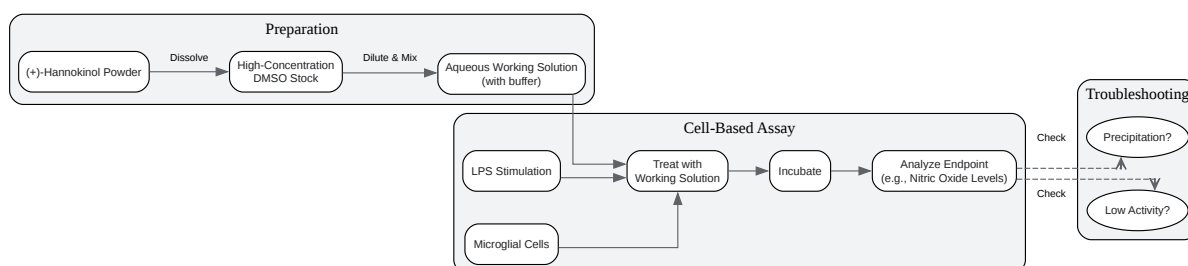 Preparation
(+)-Hannokinol Powder
Dissolve
High-Concentration
DMSO Stock
Dilute & Mix
Aqueous Working Solution
(with buffer)
Cell-Based Assay
LPS Stimulation
Microglial Cells
Treat with
Working Solution
Incubate
Analyze Endpoint
(e.g., Nitric Oxide Levels)
Check
Check
Troubleshooting
Precipitation?
Low Activity?